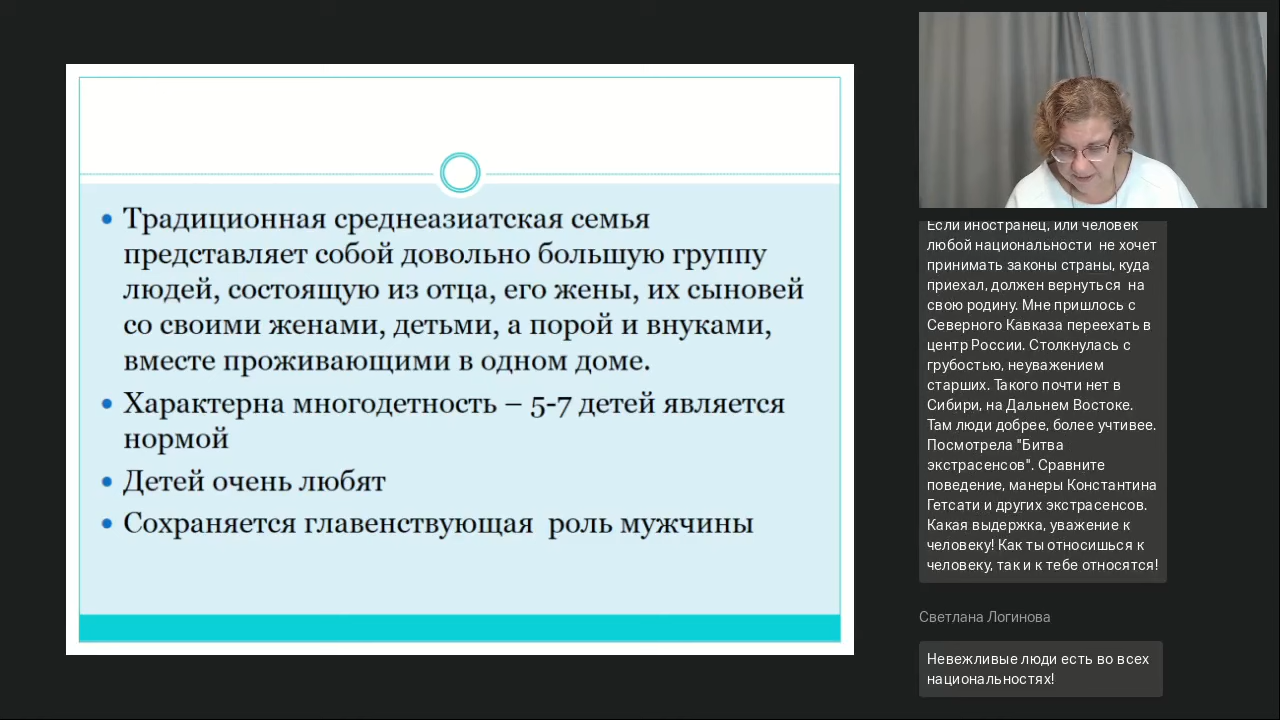 • Традиционная среднеазиатская семья
представляет собой довольно большую группу
людей, состоящую из отца, его жены, их сыновей
со своими женами, детьми, а порой и внуками,
вместе проживающими в одном доме.
• Характерна многодетность – 5-7 детей является
нормой
• Детей очень любят
• Сохраняется главенствующая  роль мужчины
Если иностранец, или человек
любой национальности  не хочет
принимать законы страны, куда
приехал, должен вернуться  на
свою родину. Мне пришлось с
Северного Кавказа переехать в
центр России. Столкнулась с
грубостью, неуважением
старших. Такого почти нет в
Сибири, на Дальнем Востоке.
Там люди добрее, более учтивее.
Посмотрела "Битва
экстрасенсов". Сравните
поведение, манеры Константина
Гетсати и других экстрасенсов.
Какая выдержка, уважение к
человеку! Как ты относишься к
человеку, так и к тебе относятся!
Светлана Логинова
Невежливые люди есть во всех
национальностях!